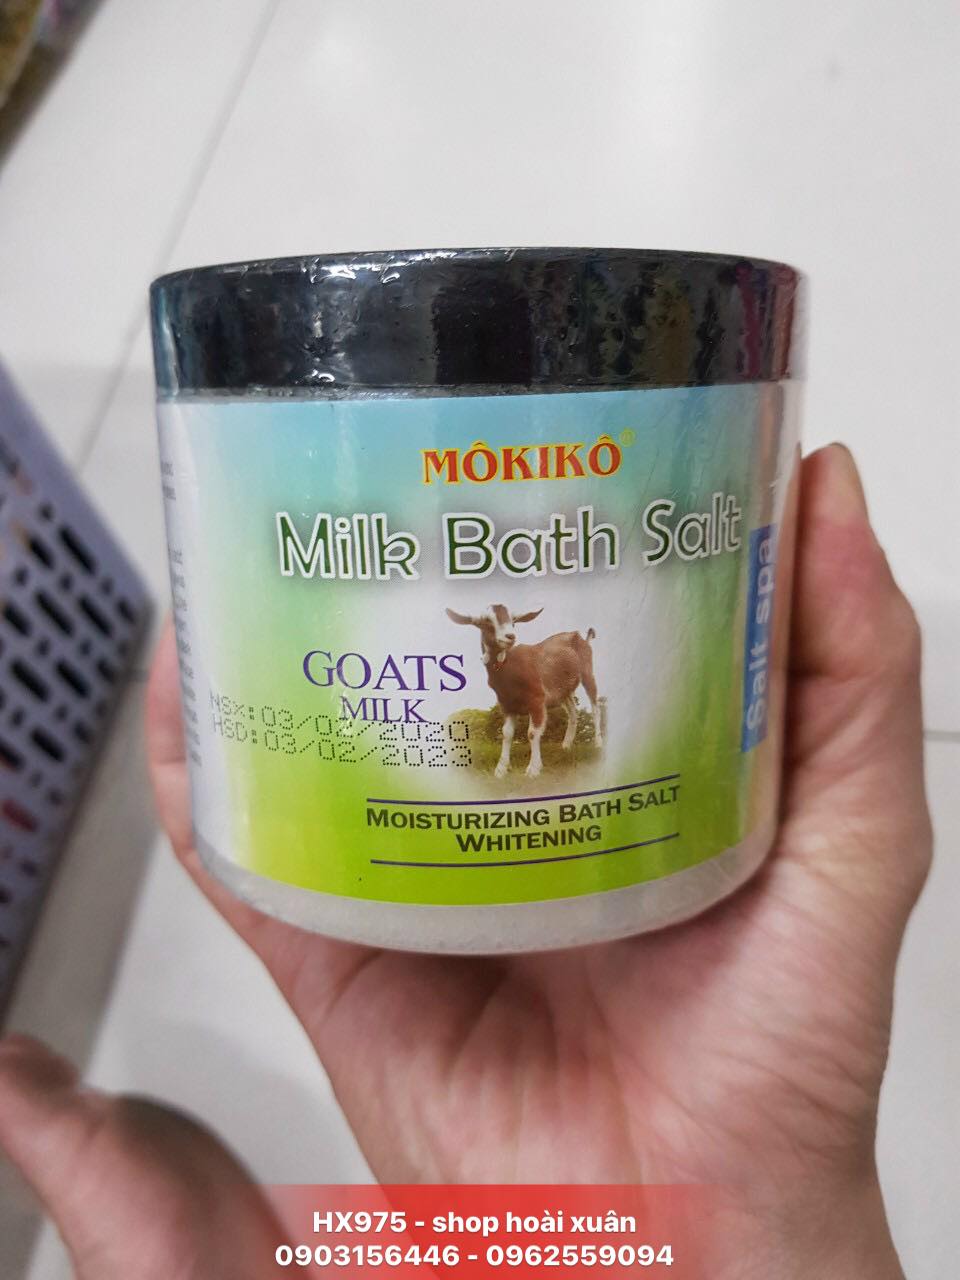 MÔKIKÔ®
Milk Bath Salt
Salt spa
GOATS
MILK
NSX:03/02/2020
HSD:03/02/2023
MOISTURIZING BATH SALT
WHITENING
HX975 - shop hoài xuân
0903156446 - 0962559094